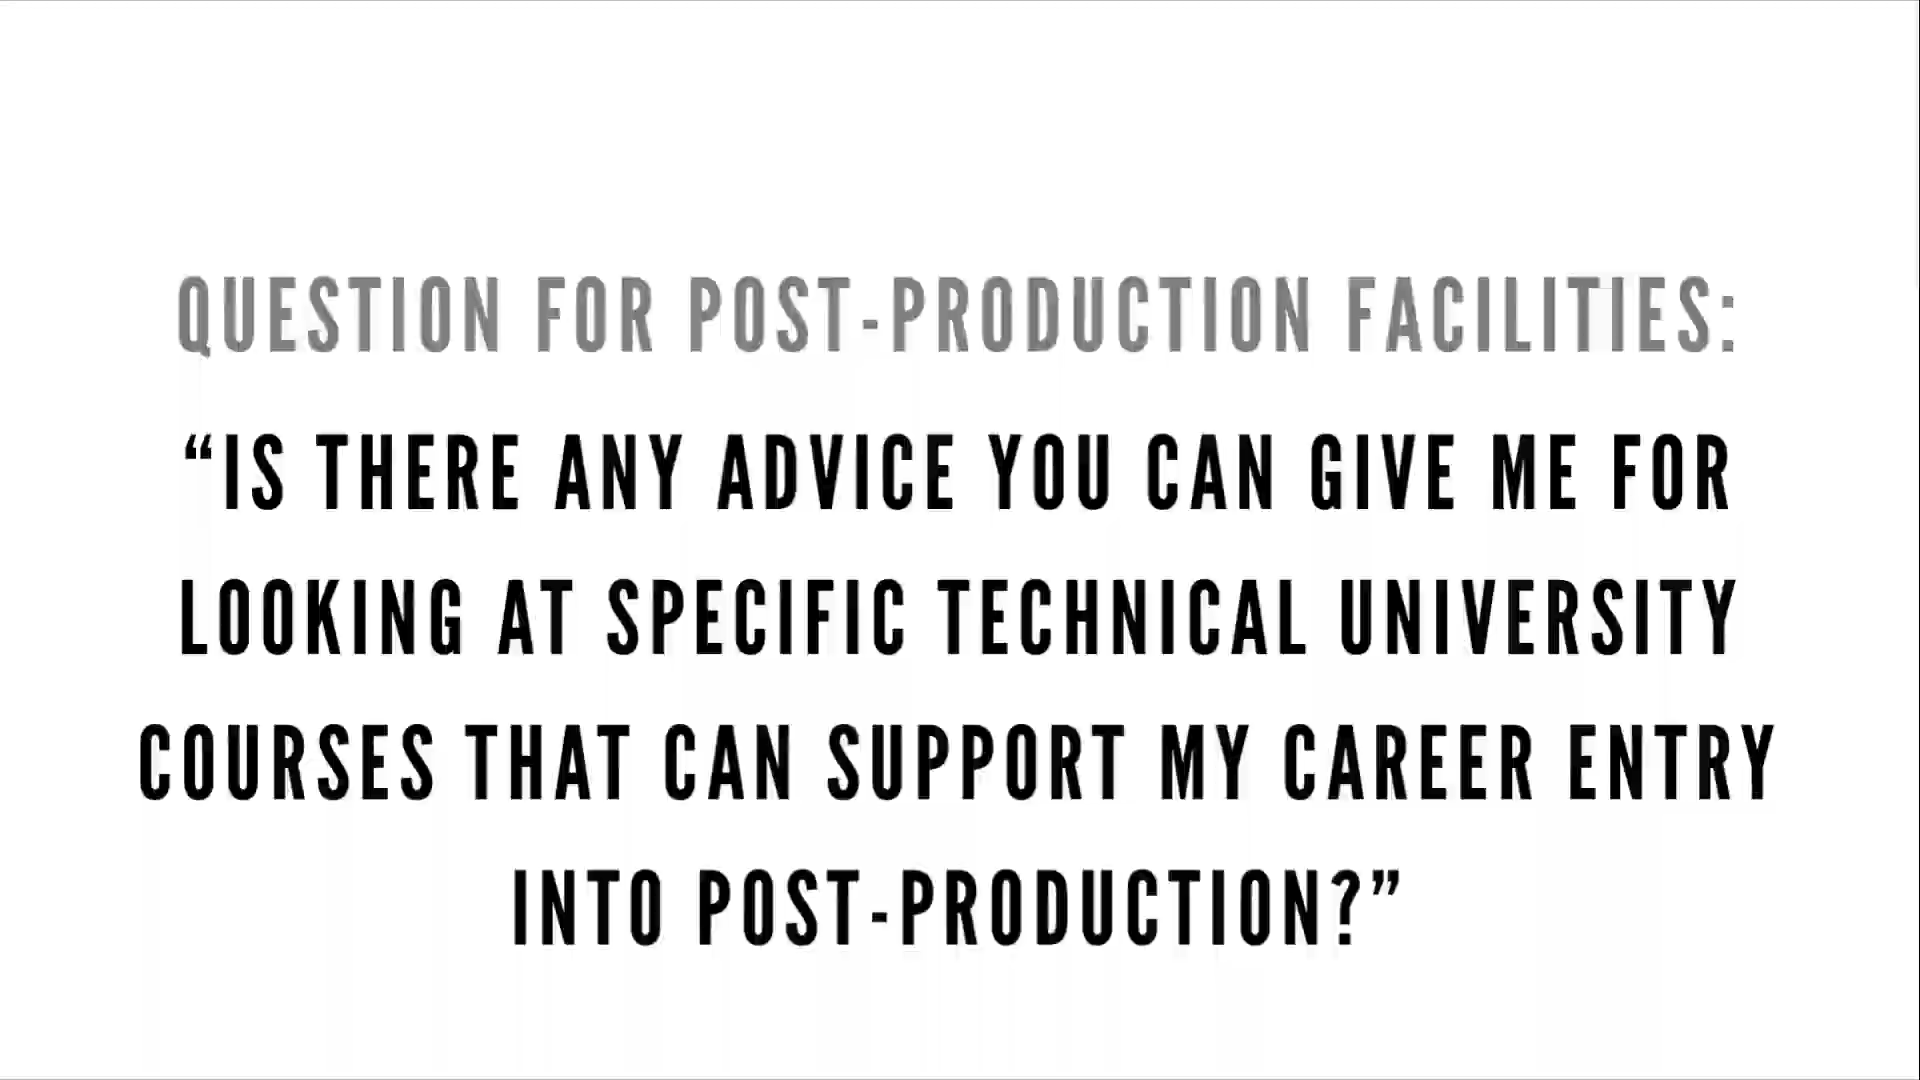 QUESTION FOR POST-PRODUCTION FACILITIES:
“IS THERE ANY ADVICE YOU CAN GIVE ME FOR
LOOKING AT SPECIFIC TECHNICAL UNIVERSITY
COURSES THAT CAN SUPPORT MY CAREER ENTRY
INTO POST-PRODUCTION?”